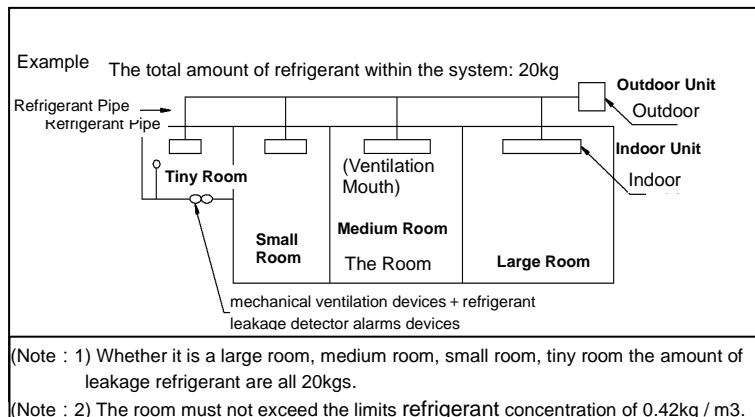 Example The total amount of refrigerant within the system: 20kg
Outdoor Unit
Outdoor
Refrigerant Pipe
Refrigerant Pipe
Indoor Unit
Indoor
Tiny Room
(Ventilation
Mouth)
Medium Room
The Room
Small
Room
Large Room
mechanical ventilation devices + refrigerant
leakage detector alarms devices
(Note : 1) Whether it is a large room, medium room, small room, tiny room the amount of
leakage refrigerant are all 20kgs.
(Note : 2) The room must not exceed the limits refrigerant concentration of 0.42kg / m3.